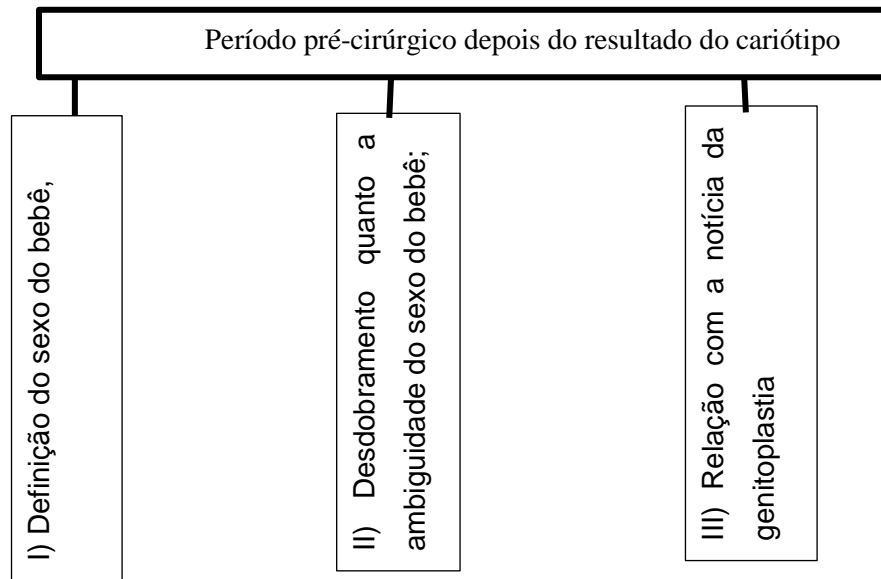 Período pré-cirúrgico depois do resultado do cariótipo
I) Definição do sexo do bebê,
II) Desdobramento quanto a
ambiguidade do sexo do bebê;
III) Relação com a notícia da
genitoplastia